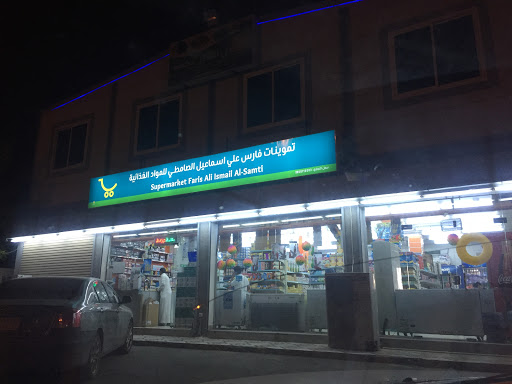 تموينات فارس علي اسماعيل الصامطي للمواد الغذائية
Supermarket Faris Ali Ismail Al-Samti